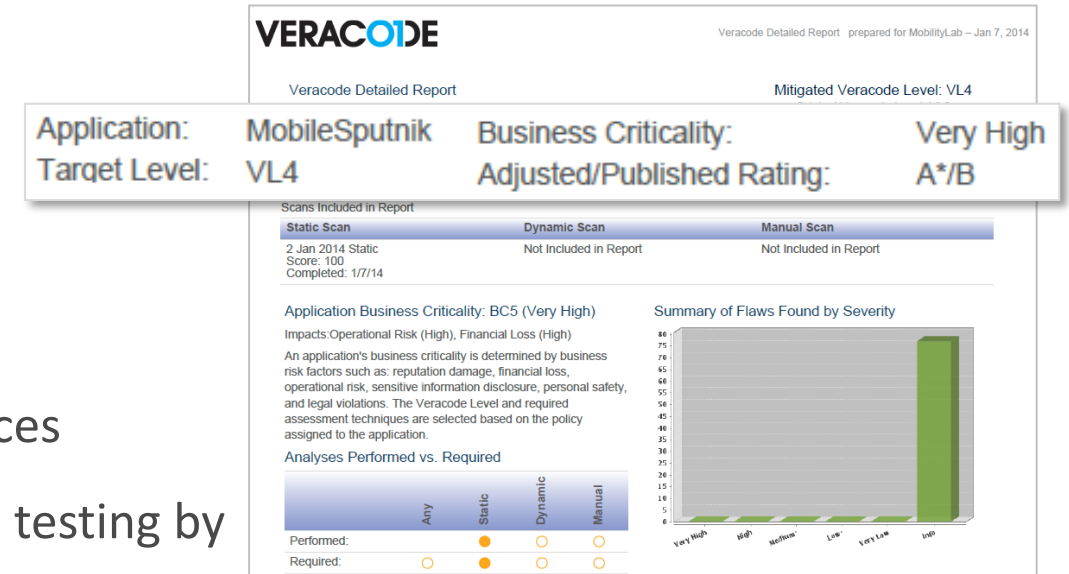 VERACODE
Veracode Detailed Report prepared for MobilityLab – Jan 7, 2014
Veracode Detailed Report
Mitigated Veracode Level: VL4
Application: MobileSputnik Business Criticality: Very High
Target Level: VL4 Adjusted/Published Rating: A*/B
Scans Included in Report
Static Scan Dynamic Scan Manual Scan
2 Jan 2014 Static Not Included in Report Not Included in Report
Score: 100
Completed: 1/7/14
Application Business Criticality: BC5 (Very High)
Impacts:Operational Risk (High), Financial Loss (High)
An application's business criticality is determined by business
risk factors such as: reputation damage, financial loss,
operational risk, sensitive information disclosure, personal safety,
and legal violations. The Veracode Level and required
assessment techniques are selected based on the policy
assigned to the application.
Analyses Performed vs. Required
Any Static Dynamic Manual
Performed:
Required:
Summary of Flaws Found by Severity
80
75
70
65
60
55
50
45
40
35
30
25
20
15
10
5
0
Very High High Medium* Low* Very Low Info
ces
testing by